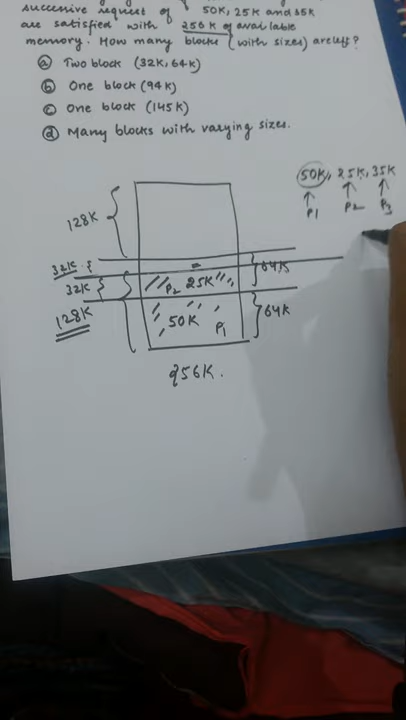 successive request of 50K, 25K and 35K
are satisfied with 256 K of available
memory. How many blocks (with sizes) are left?
(a) Two block (32K, 64K)
(b) One block (94K)
(c) One block (145K)
(d) Many blocks with varying sizes.
50K, 25K, 35K
P1 P2 P3
128K
32K
64K
32K
P2 25K
128K
50K P1
64K
256K.